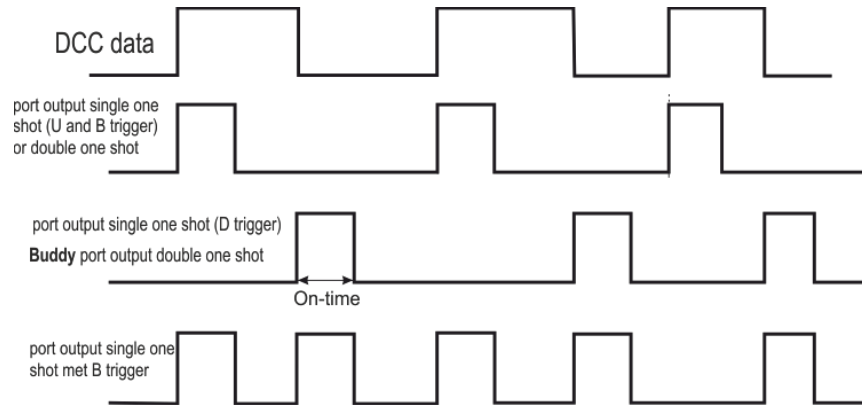 DCC data
port output single one
shot (U and B trigger)
or double one shot
port output single one shot (D trigger)
Buddy port output double one shot
On-time
port output single one
shot met B trigger